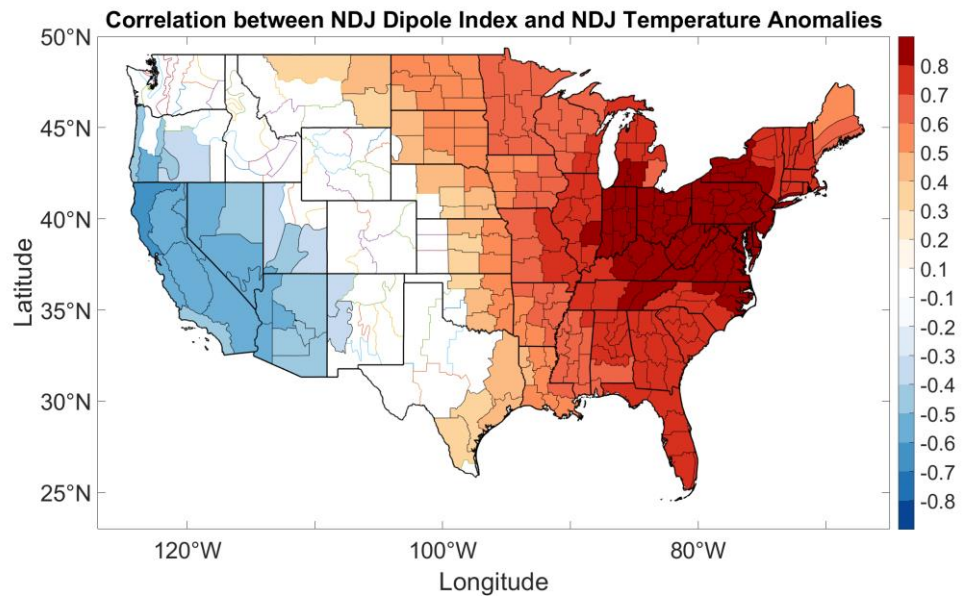 Correlation between NDJ Dipole Index and NDJ Temperature Anomalies
50°N
45°N
40°N
35°N
30°N
25°N
Latitude
120°W
100°W
80°W
Longitude
0.8
0.7
0.6
0.5
0.4
0.3
0.2
0.1
-0.1
-0.2
-0.3
-0.4
-0.5
-0.6
-0.7
-0.8